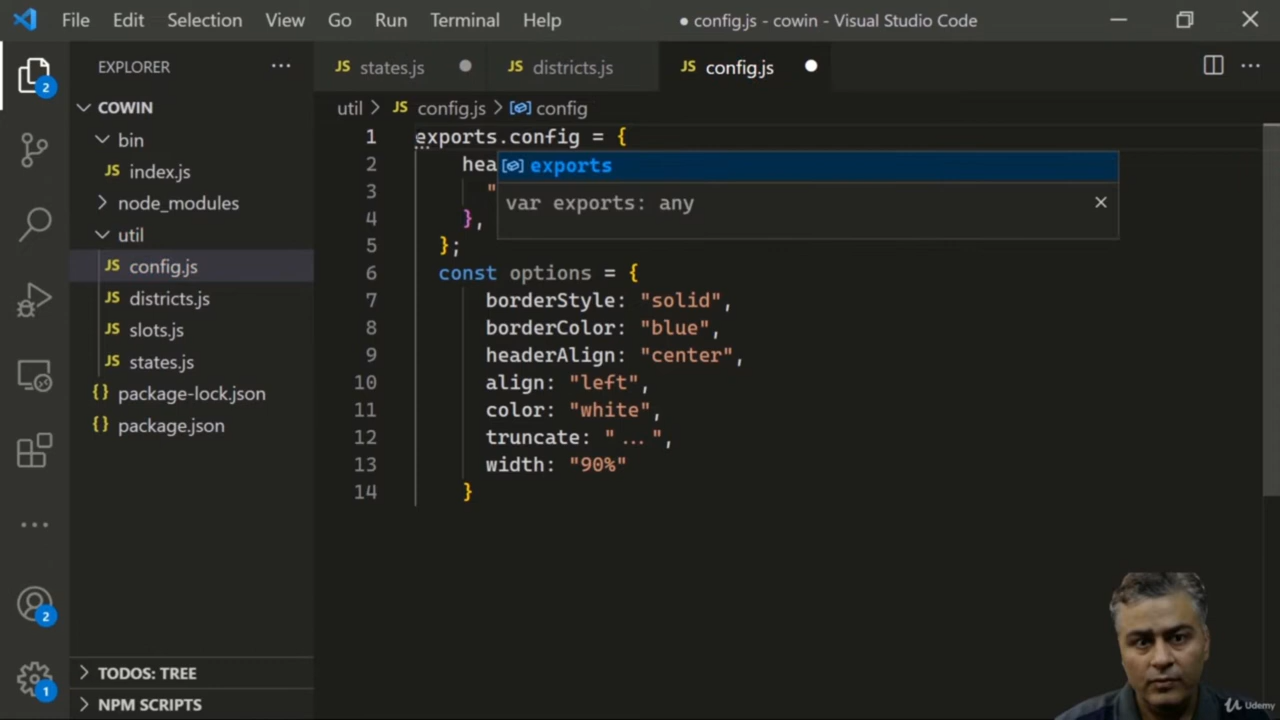 File Edit Selection View Go Run Terminal Help
● config.js - cowin - Visual Studio Code
EXPLORER
JS states.js
JS districts.js
JS config.js
COWIN
util > JS config.js > config
bin
JS index.js
node_modules
util
JS config.js
JS districts.js
JS slots.js
JS states.js
{} package-lock.json
{} package.json
TODOS: TREE
NPM SCRIPTS
2
2
1
1 exports.config = {
exports
2 hea
3 "
var exports: any
4 },
5 };
6 const options = {
7 borderStyle: "solid",
8 borderColor: "blue",
9 headerAlign: "center",
10 align: "left",
11 color: "white",
12 truncate: "...",
13 width: "90%"
14 }
Udemy